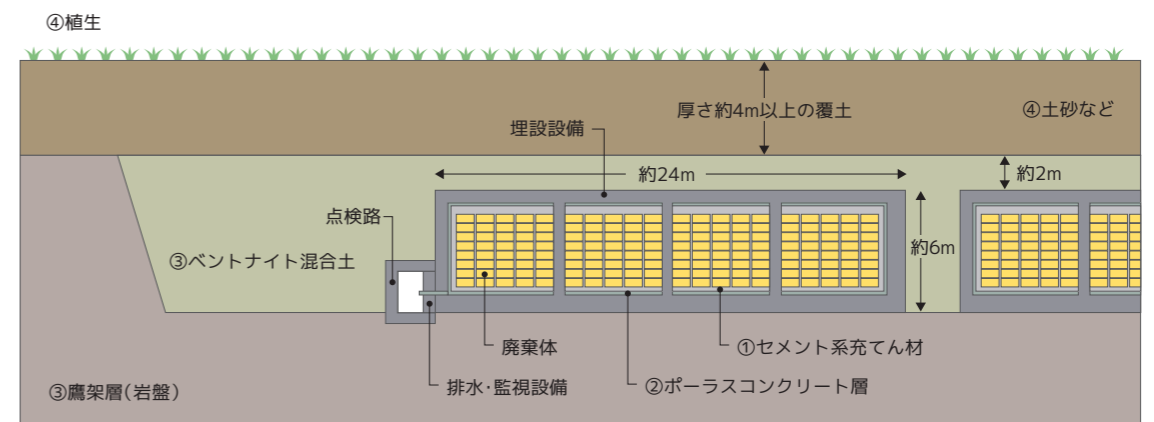 ④植生
厚さ約4m以上の覆土
④土砂など
埋設設備
約24m
約2m
点検路
約6m
③ベントナイト混合土
廃棄体
①セメント系充てん材
排水・監視設備
②ポーラスコンクリート層
③鷹架層(岩盤)